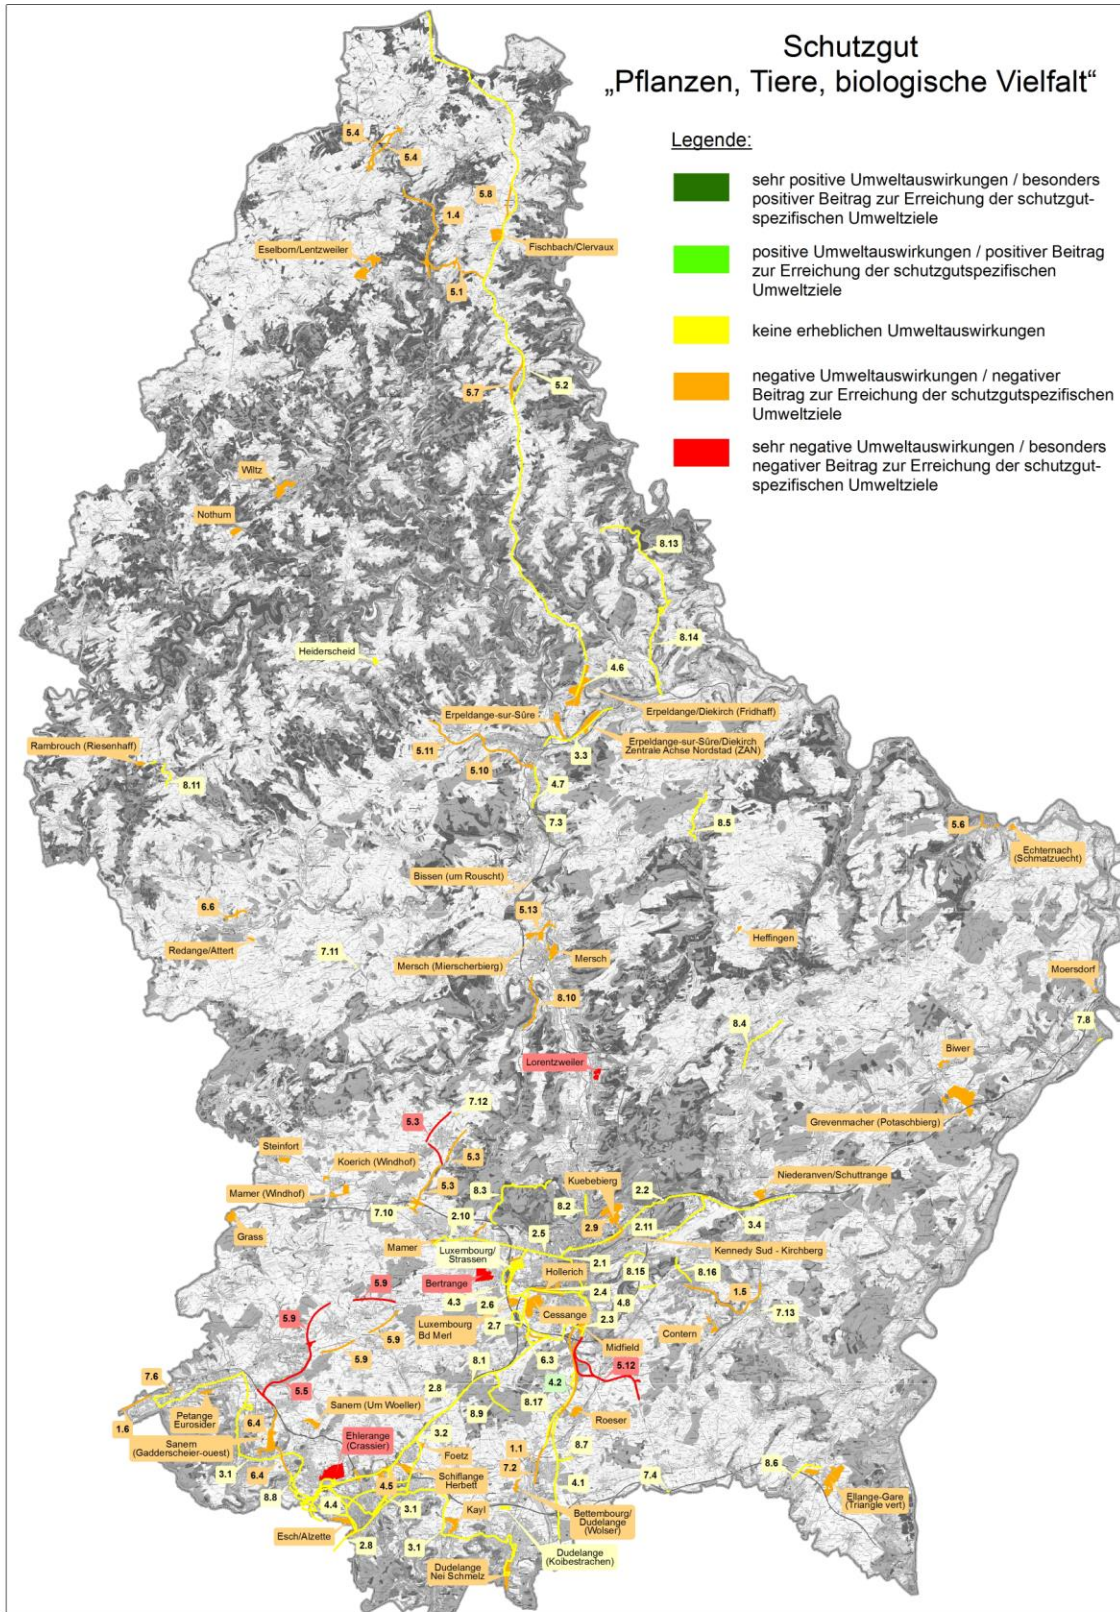 Schutzgut
„Pflanzen, Tiere, biologische Vielfalt“
Legende:
sehr positive Umweltauswirkungen / besonders
positiver Beitrag zur Erreichung der schutzgut-
spezifischen Umweltziele
positive Umweltauswirkungen / positiver Beitrag
zur Erreichung der schutzgutspezifischen
Umweltziele
keine erheblichen Umweltauswirkungen
negative Umweltauswirkungen / negativer
Beitrag zur Erreichung der schutzgutspezifischen
Umweltziele
sehr negative Umweltauswirkungen / besonders
negativer Beitrag zur Erreichung der schutzgut-
spezifischen Umweltziele
5.4
5.4
5.8
1.4
Fischbach/Clervaux
Eselborn/Lentzweiler
5.1
5.2
5.7
Wiltz
Nothum
8.13
8.14
Heiderscheid
4.6
Erpeldange/Diekirch (Fridhaff)
Erpeldange-sur-Sûre
Erpeldange-sur-Sûre/Diekirch
Zentrale Achse Nordstad (ZAN)
Rambrouch (Riesenhaff)
5.11
3.3
5.10
8.11
4.7
7.3
8.5
5.6
Echternach
(Schmatzuecht)
Bissen (um Rouscht)
6.6
5.13
Heffingen
Redange/Attert
7.11
Mersch (Mierscherbierg)
Mersch
Moersdorf
8.10
8.4
7.8
Biwer
Lorentzweiler
7.12
Grevenmacher (Potaschbierg)
5.3
Steinfort
5.3
Koerich (Windhof)
Niederanven/Schuttrange
5.3
Kuebebierg
Mamer (Windhof)
8.3
2.2
8.2
7.10
2.10
2.9
2.11
3.4
Grass
2.5
Mamer
Kennedy Sud - Kirchberg
Luxembourg/
Strassen
2.1
Hollerich
8.15
8.16
Bertrange
5.9
2.4
1.5
4.3
2.6
4.8
5.9
Cessange
7.13
2.3
Luxembourg
Bd Merl
2.7
5.9
Contern
Midfield
5.9
8.1
6.3
5.12
7.6
4.2
5.5
2.8
8.17
Petange
Eurosider
Sanem (Um Woeller)
8.9
Roeser
1.6
6.4
Ehlerange
(Crassier)
3.2
Sanem
(Gadderscheier-ouest)
1.1
8.7
Foetz
6.4
7.2
3.1
Schifflange
Herbett
4.1
7.4
8.6
4.5
8.8
4.4
Ellange-Gare
(Triangle vert)
3.1
Kayl
Bettembourg/
Dudelange
(Wolser)
Esch/Alzette
2.8
3.1
Dudelange
(Koibestrachen)
Dudelange
Nei Schmelz